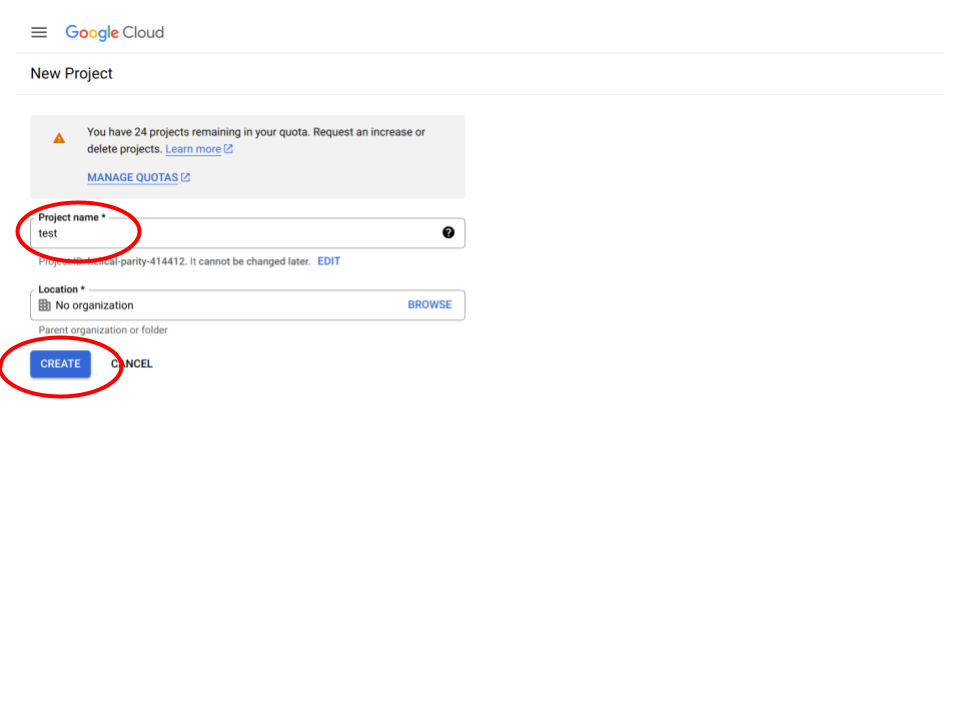 Google Cloud
New Project
You have 24 projects remaining in your quota. Request an increase or
delete projects. Learn more
MANAGE QUOTAS
Project name *
test
Project ID: helical-parity-414412. It cannot be changed later. EDIT
Location *
No organization BROWSE
Parent organization or folder
CREATE CANCEL